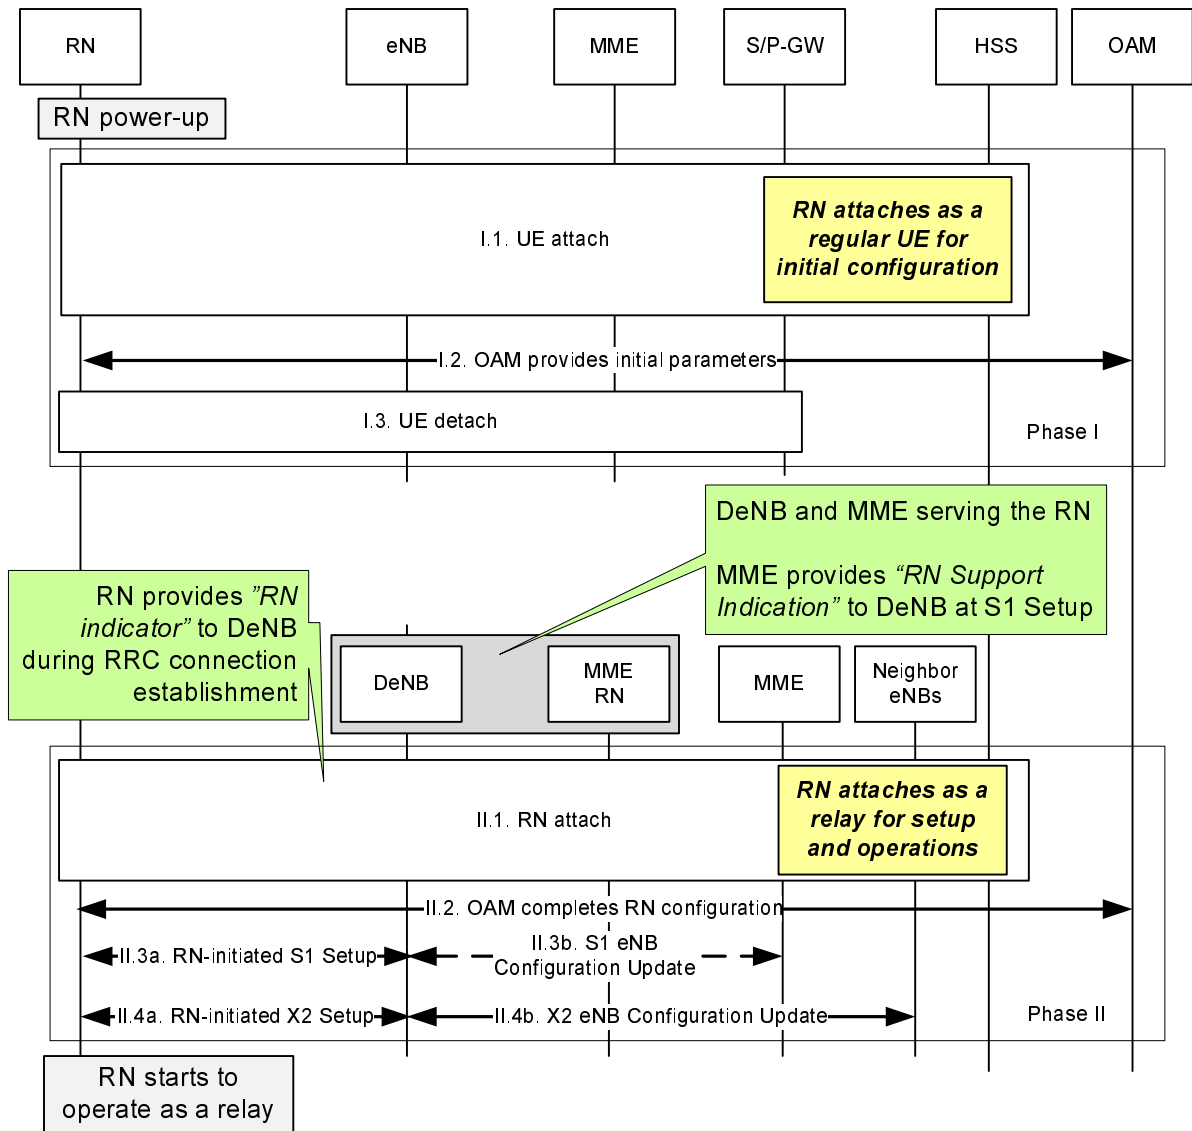 RN
eNB
MME
S/P-GW
HSS
OAM
RN power-up
I.1. UE attach
RN attaches as a
regular UE for
initial configuration
I.2. OAM provides initial parameters
I.3. UE detach
Phase I
DeNB and MME serving the RN
MME provides “RN Support
Indication” to DeNB at S1 Setup
RN provides ”RN
indicator” to DeNB
during RRC connection
establishment
DeNB
MME
RN
MME
Neighbor
eNBs
II.1. RN attach
RN attaches as a
relay for setup
and operations
II.2. OAM completes RN configuration
II.3a. RN-initiated S1 Setup
II.3b. S1 eNB
Configuration Update
II.4a. RN-initiated X2 Setup
II.4b. X2 eNB Configuration Update
Phase II
RN starts to
operate as a relay